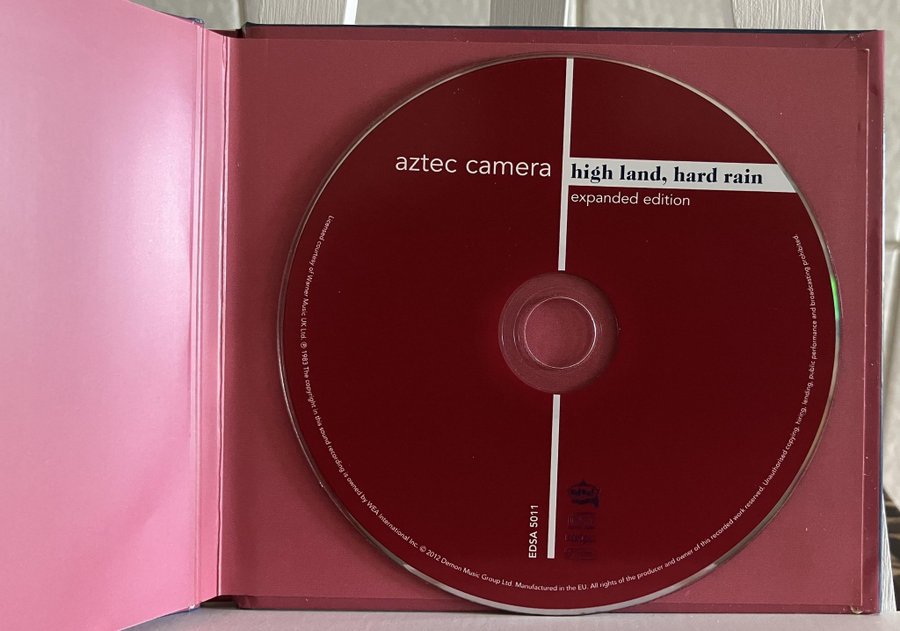 aztec camera
high land, hard rain
expanded edition
Licensed courtesy of Warner Music UK Ltd. ℗ 1983 The copyright in this sound recording is owned by WEA International Inc. © 2012 Demon Music Group Ltd. Manufactured in the EU. All rights of the producer and owner of this recorded work reserved. Unauthorised copying, hiring, lending, public performance and broadcasting prohibited.
EDSA 5011